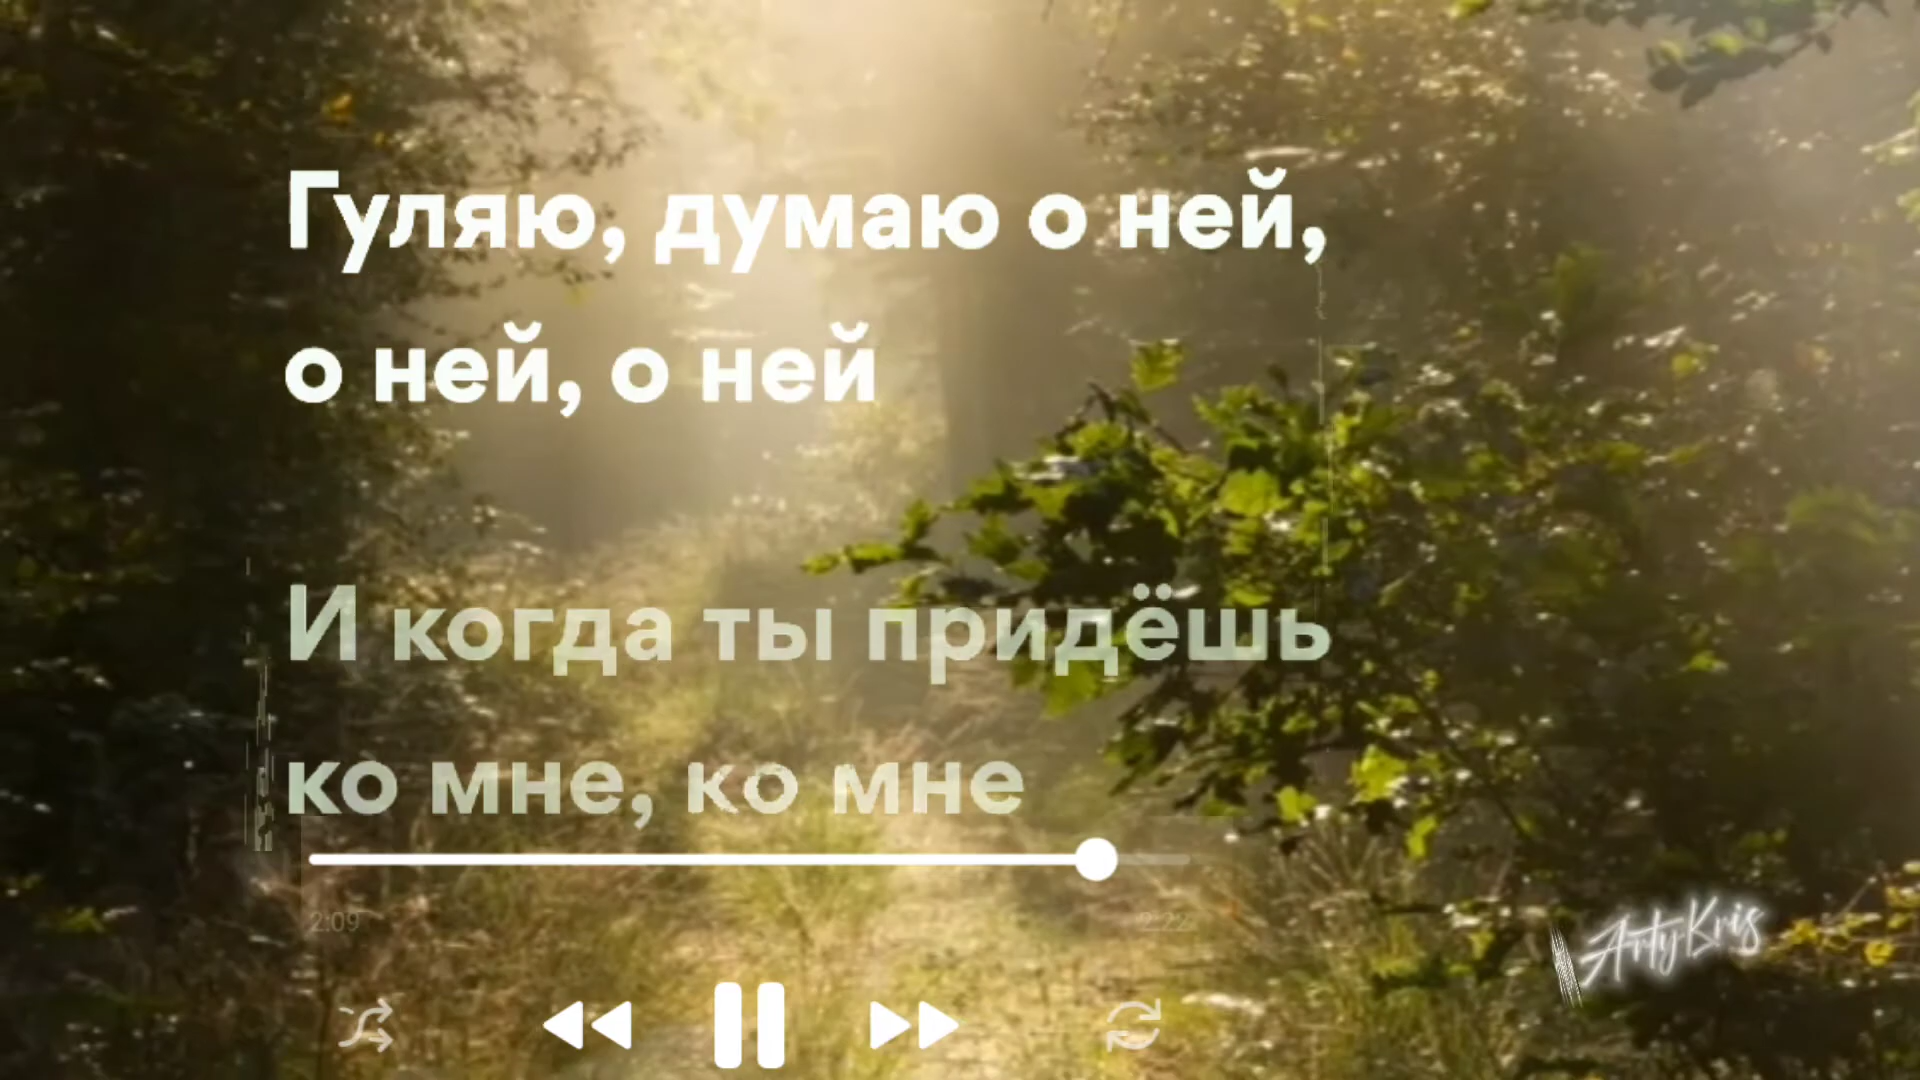 Гуляю, думаю о ней,
о ней, о ней
И когда ты придёшь
ко мне, ко мне
2:09 2:22
ArtyKris